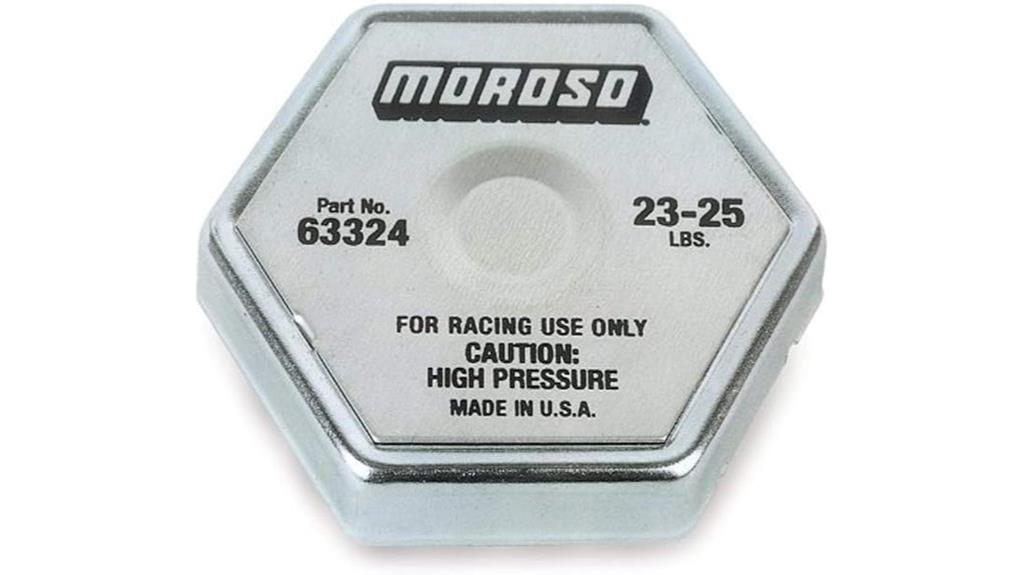 MOROSO
Part No.
63324
23-25
LBS.
FOR RACING USE ONLY
CAUTION:
HIGH PRESSURE
MADE IN U.S.A.